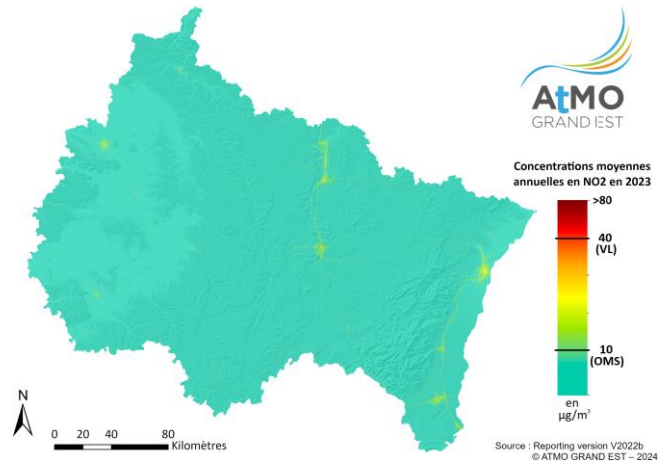 AtMO
GRAND EST
Concentrations moyennes
annuelles en NO2 en 2023
>80
40
(VL)
10
(OMS)
en
µg/m³
N
0 20 40 80
Kilomètres
Source : Reporting version V2022b
© ATMO GRAND EST – 2024